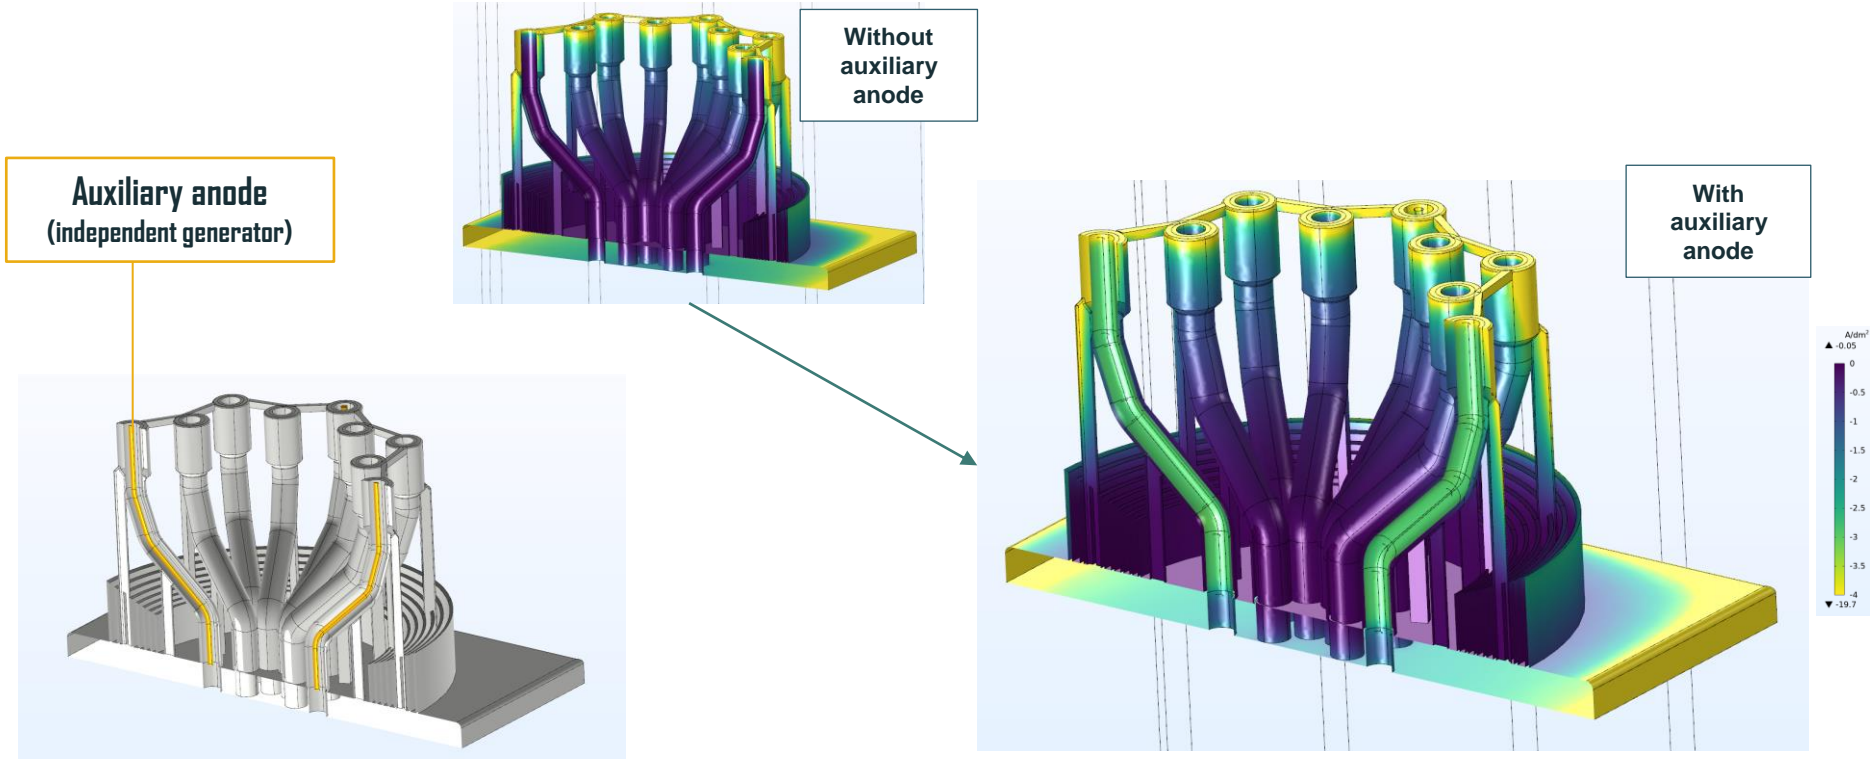 Without
auxiliary
anode
Auxiliary anode
(independent generator)
With
auxiliary
anode
A/dm²
▲ -0.05
0
-0.5
-1
-1.5
-2
-2.5
-3
-3.5
-4
▼ -19.7